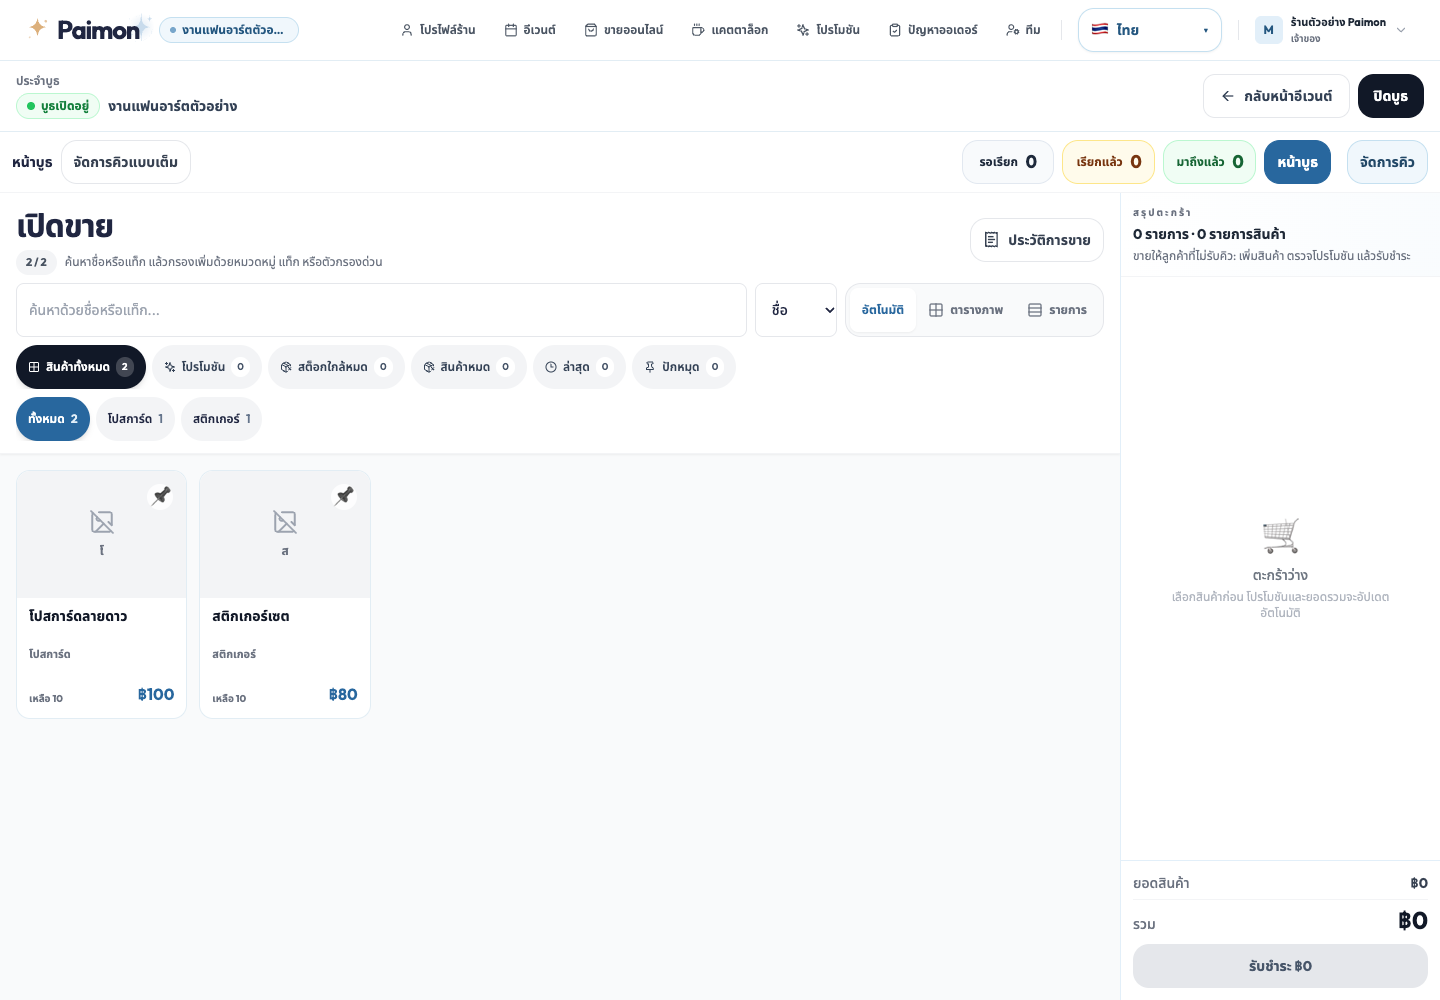 Paimon
งานแฟนอาร์ตตัวอ...
โปรไฟล์ร้าน
อีเวนต์
ขายออนไลน์
แคตตาล็อก
โปรโมชัน
ปัญหาออเดอร์
ทีม
ไทย
M
ร้านตัวอย่าง Paimon
เจ้าของ
ประจำบูธ
บูธเปิดอยู่
งานแฟนอาร์ตตัวอย่าง
กลับหน้าอีเวนต์
ปิดบูธ
หน้าบูธ
จัดการคิวแบบเต็ม
รอเรียก 0
เรียกแล้ว 0
มาถึงแล้ว 0
หน้าบูธ
จัดการคิว
เปิดขาย
2/2
ค้นหาชื่อหรือแท็ก แล้วกรองเพิ่มด้วยหมวดหมู่ แท็ก หรือตัวกรองด่วน
ประวัติการขาย
ค้นหาด้วยชื่อหรือแท็ก...
ชื่อ
อัตโนมัติ
ตารางภาพ
รายการ
สินค้าทั้งหมด 2
โปรโมชัน 0
สต็อกใกล้หมด 0
สินค้าหมด 0
ล่าสุด 0
ปักหมุด 0
ทั้งหมด 2
โปสการ์ด 1
สติกเกอร์ 1
โ
โปสการ์ดลายดาว
โปสการ์ด
เหลือ 10
฿100
ส
สติกเกอร์เซต
สติกเกอร์
เหลือ 10
฿80
สรุปตะกร้า
0 รายการ · 0 รายการสินค้า
ขายให้ลูกค้าที่ไม่รับคิว: เพิ่มสินค้า ตรวจโปรโมชัน แล้วรับชำระ
ตะกร้าว่าง
เลือกสินค้าก่อน โปรโมชันและยอดรวมจะอัปเดต
อัตโนมัติ
ยอดสินค้า
฿0
รวม
฿0
รับชำระ ฿0